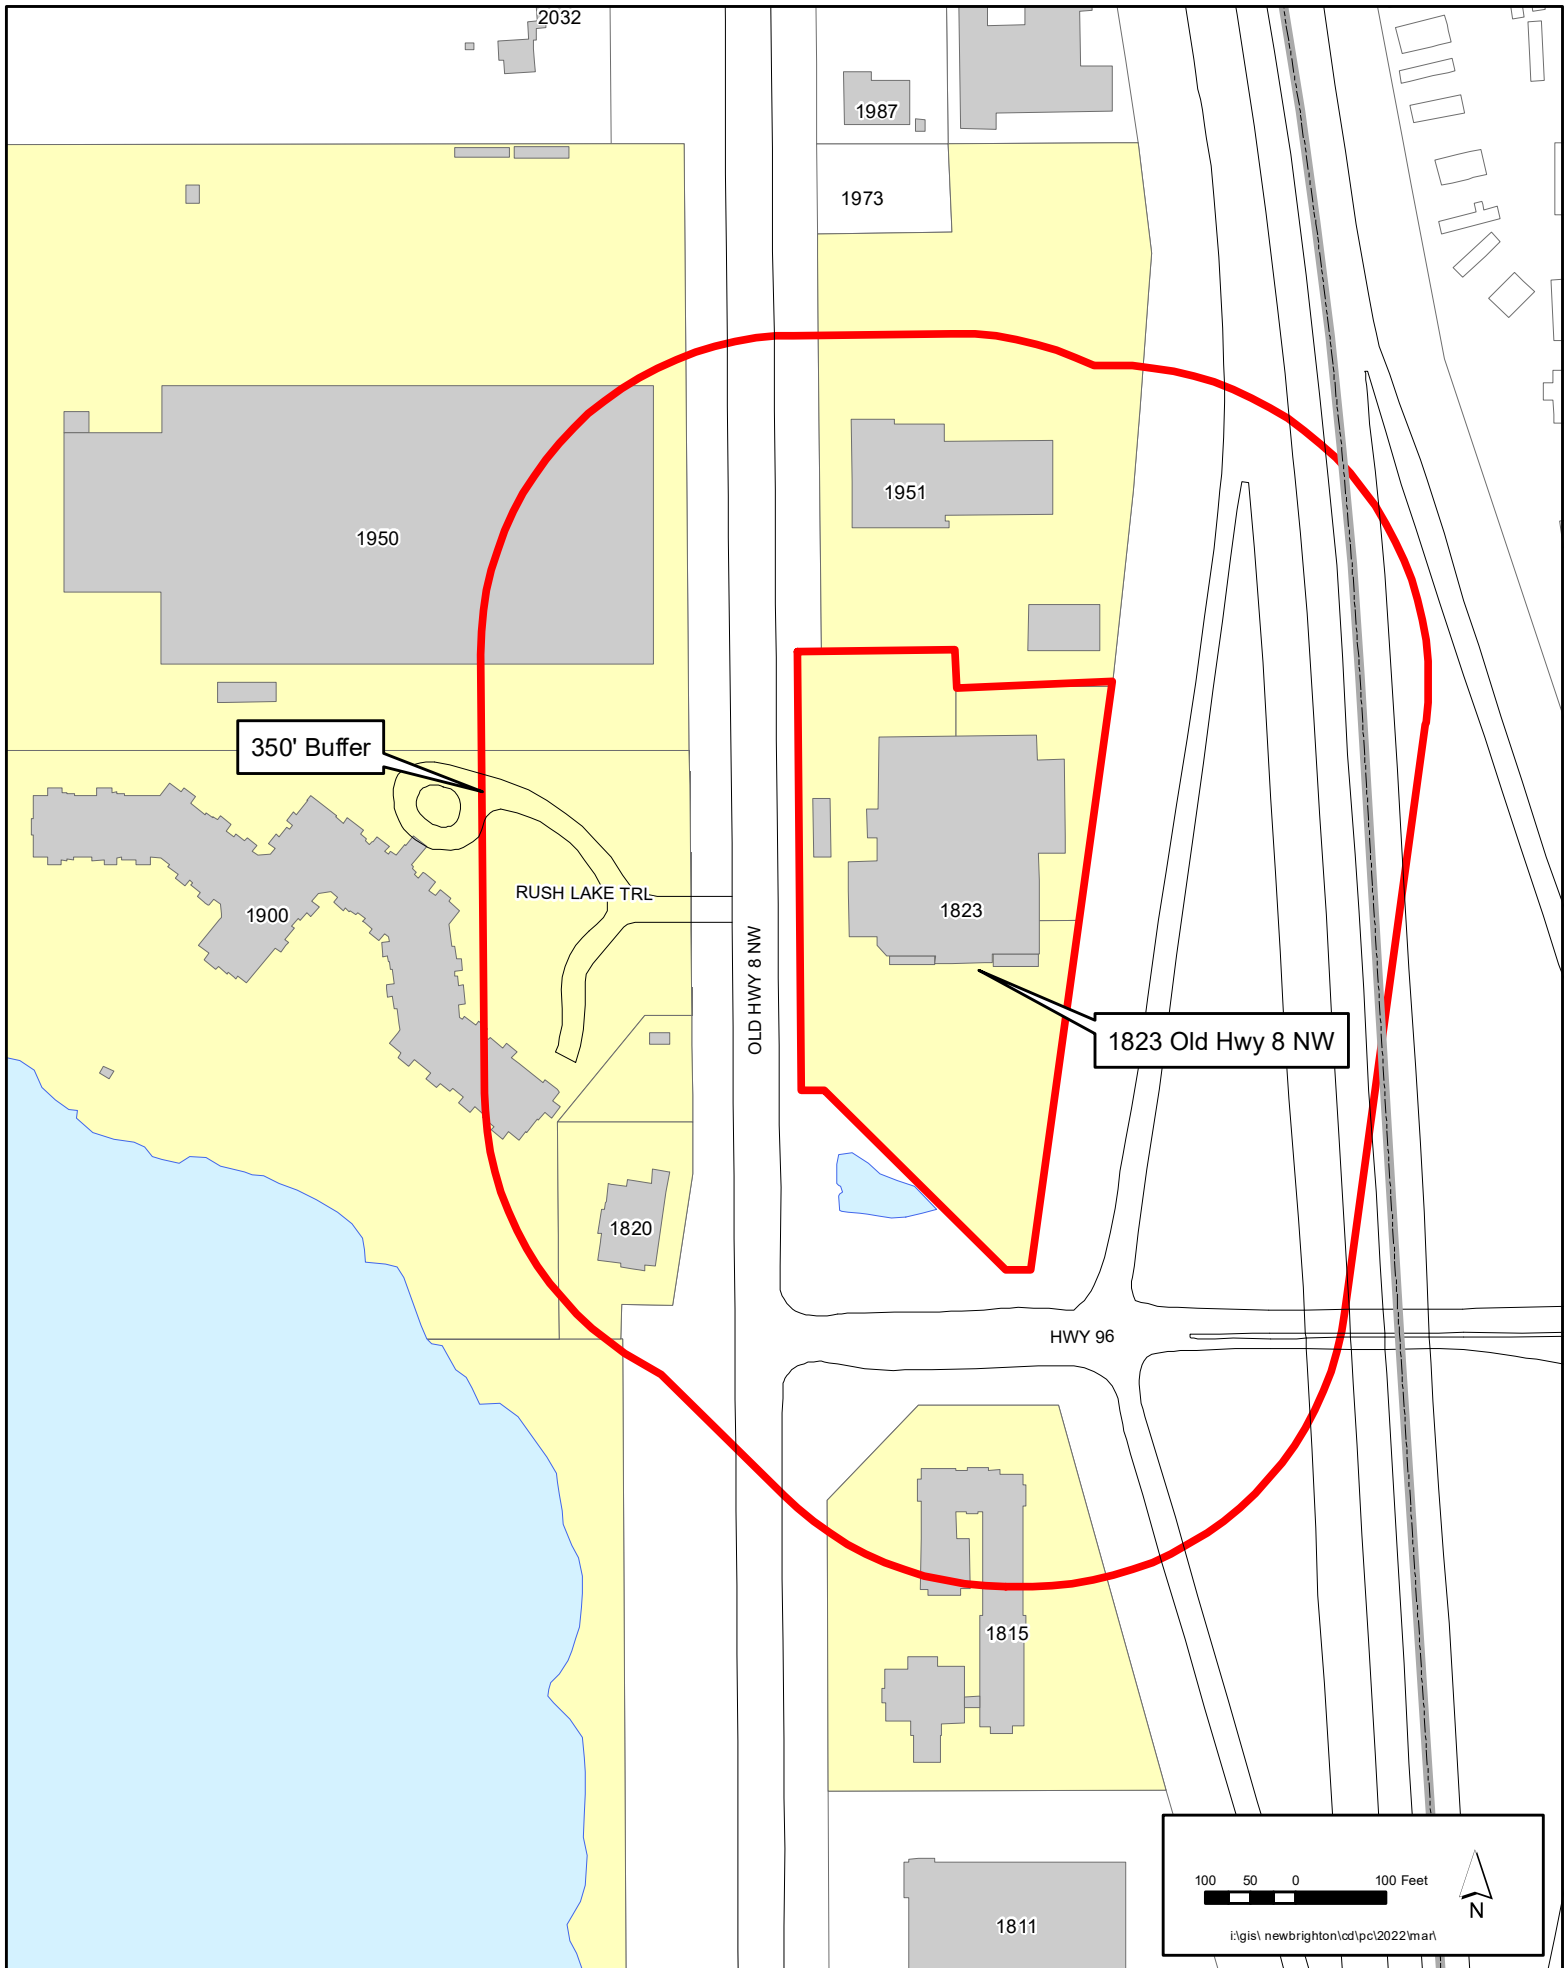 2032
1987
1973
1951
1950
350' Buffer
RUSH LAKE TRL
1900
1823
OLD HWY 8 NW
1823 Old Hwy 8 NW
1820
HWY 96
1815
100 50 0 100 Feet
N
1811
i:\gis\ newbrighton\cd\pc\2022\mar\